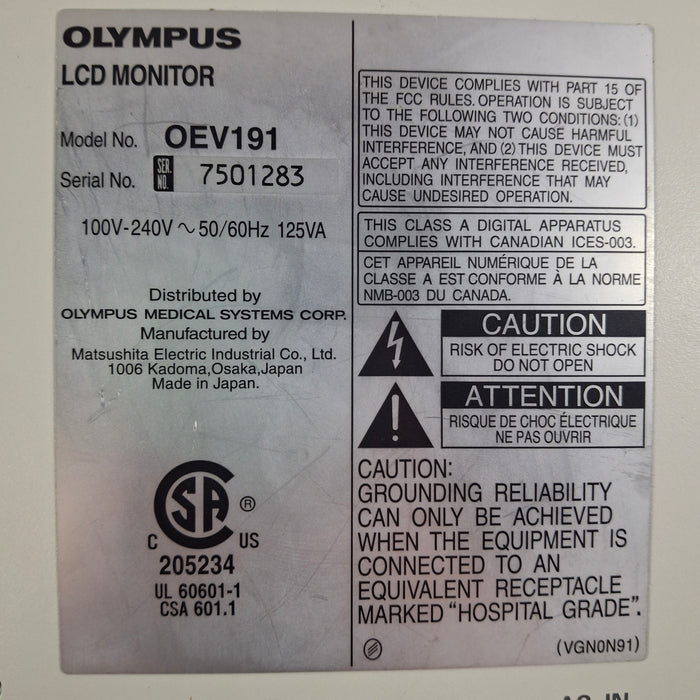 OLYMPUS
LCD MONITOR
Model No. OEV191
Serial No. SER. NO. 7501283
100V-240V ~ 50/60Hz 125VA
Distributed by
OLYMPUS MEDICAL SYSTEMS CORP.
Manufactured by
Matsushita Electric Industrial Co., Ltd.
1006 Kadoma,Osaka,Japan
Made in Japan.
CSA ®
C US
205234
UL 60601-1
CSA 601.1
THIS DEVICE COMPLIES WITH PART 15 OF
THE FCC RULES. OPERATION IS SUBJECT
TO THE FOLLOWING TWO CONDITIONS: (1)
THIS DEVICE MAY NOT CAUSE HARMFUL
INTERFERENCE, AND (2) THIS DEVICE MUST
ACCEPT ANY INTERFERENCE RECEIVED,
INCLUDING INTERFERENCE THAT MAY
CAUSE UNDESIRED OPERATION.
THIS CLASS A DIGITAL APPARATUS
COMPLIES WITH CANADIAN ICES-003.
CET APPAREIL NUMÉRIQUE DE LA
CLASSE A EST CONFORME À LA NORME
NMB-003 DU CANADA.
CAUTION
RISK OF ELECTRIC SHOCK
DO NOT OPEN
ATTENTION
RISQUE DE CHOC ÉLECTRIQUE
NE PAS OUVRIR
CAUTION:
GROUNDING RELIABILITY
CAN ONLY BE ACHIEVED
WHEN THE EQUIPMENT IS
CONNECTED TO AN
EQUIVALENT RECEPTACLE
MARKED “HOSPITAL GRADE”.
(VGN0N91)